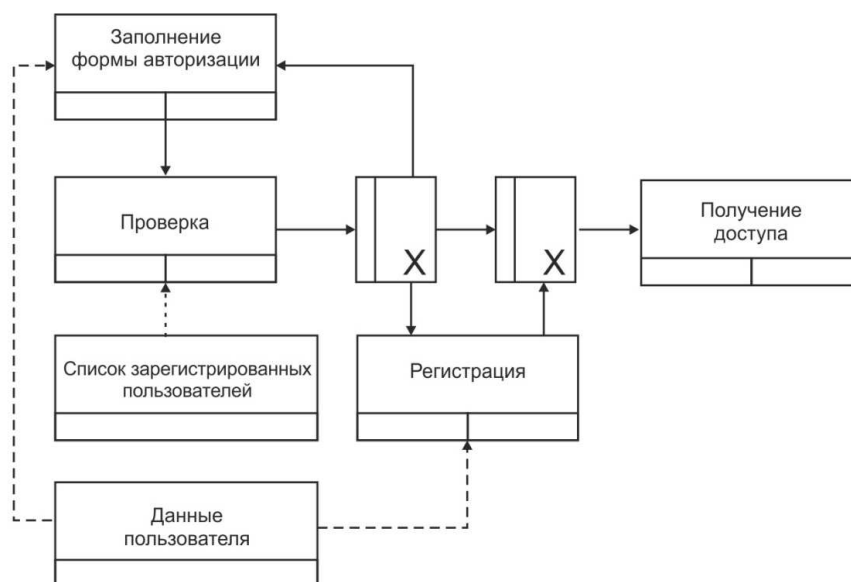 Заполнение
формы авторизации
Проверка
X
X
Получение
доступа
Список зарегистрированных
пользователей
Регистрация
Данные
пользователя